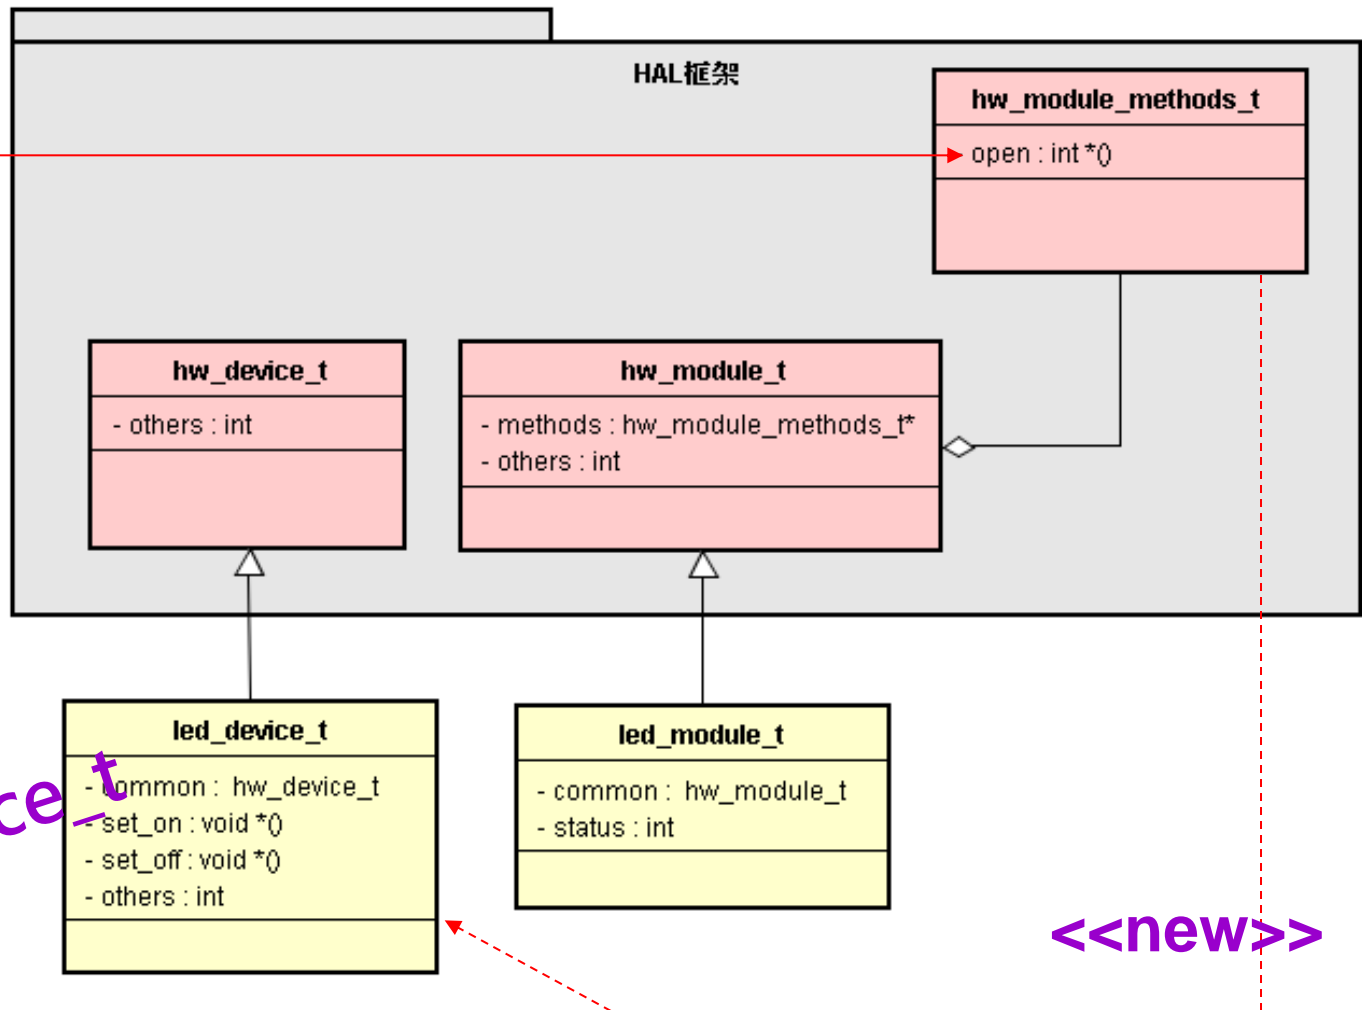 HAL框架
hw_module_methods_t
open : int *()
hw_device_t
- others : int
hw_module_t
- methods : hw_module_methods_t*
- others : int
led_device_t
- common : hw_device_t
- set_on : void *()
- set_off : void *()
- others : int
ce_t
led_module_t
- common : hw_module_t
- status : int
<<new>>